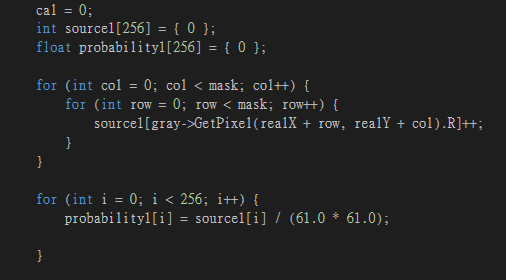 cal = 0;
int source1[256] = { 0 };
float probability1[256] = { 0 };
for (int col = 0; col < mask; col++) {
for (int row = 0; row < mask; row++) {
source1[gray->GetPixel(realX + row, realY + col).R]++;
}
}
for (int i = 0; i < 256; i++) {
probability1[i] = source1[i] / (61.0 * 61.0);
}